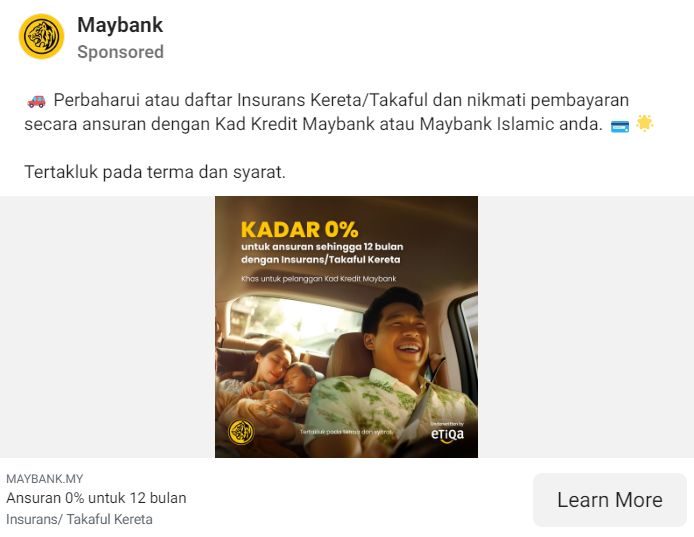 Maybank
Sponsored
🚗 Perbaharui atau daftar Insurans Kereta/Takaful dan nikmati pembayaran
secara ansuran dengan Kad Kredit Maybank atau Maybank Islamic anda. 💳 🌟
Tertakluk pada terma dan syarat.
KADAR 0%
untuk ansuran sehingga 12 bulan
dengan Insurans/Takaful Kereta
Khas untuk pelanggan Kad Kredit Maybank
Tertakluk pada terma dan syarat.
Underwritten by
etiqa
MAYBANK.MY
Ansuran 0% untuk 12 bulan
Insurans/ Takaful Kereta
Learn More